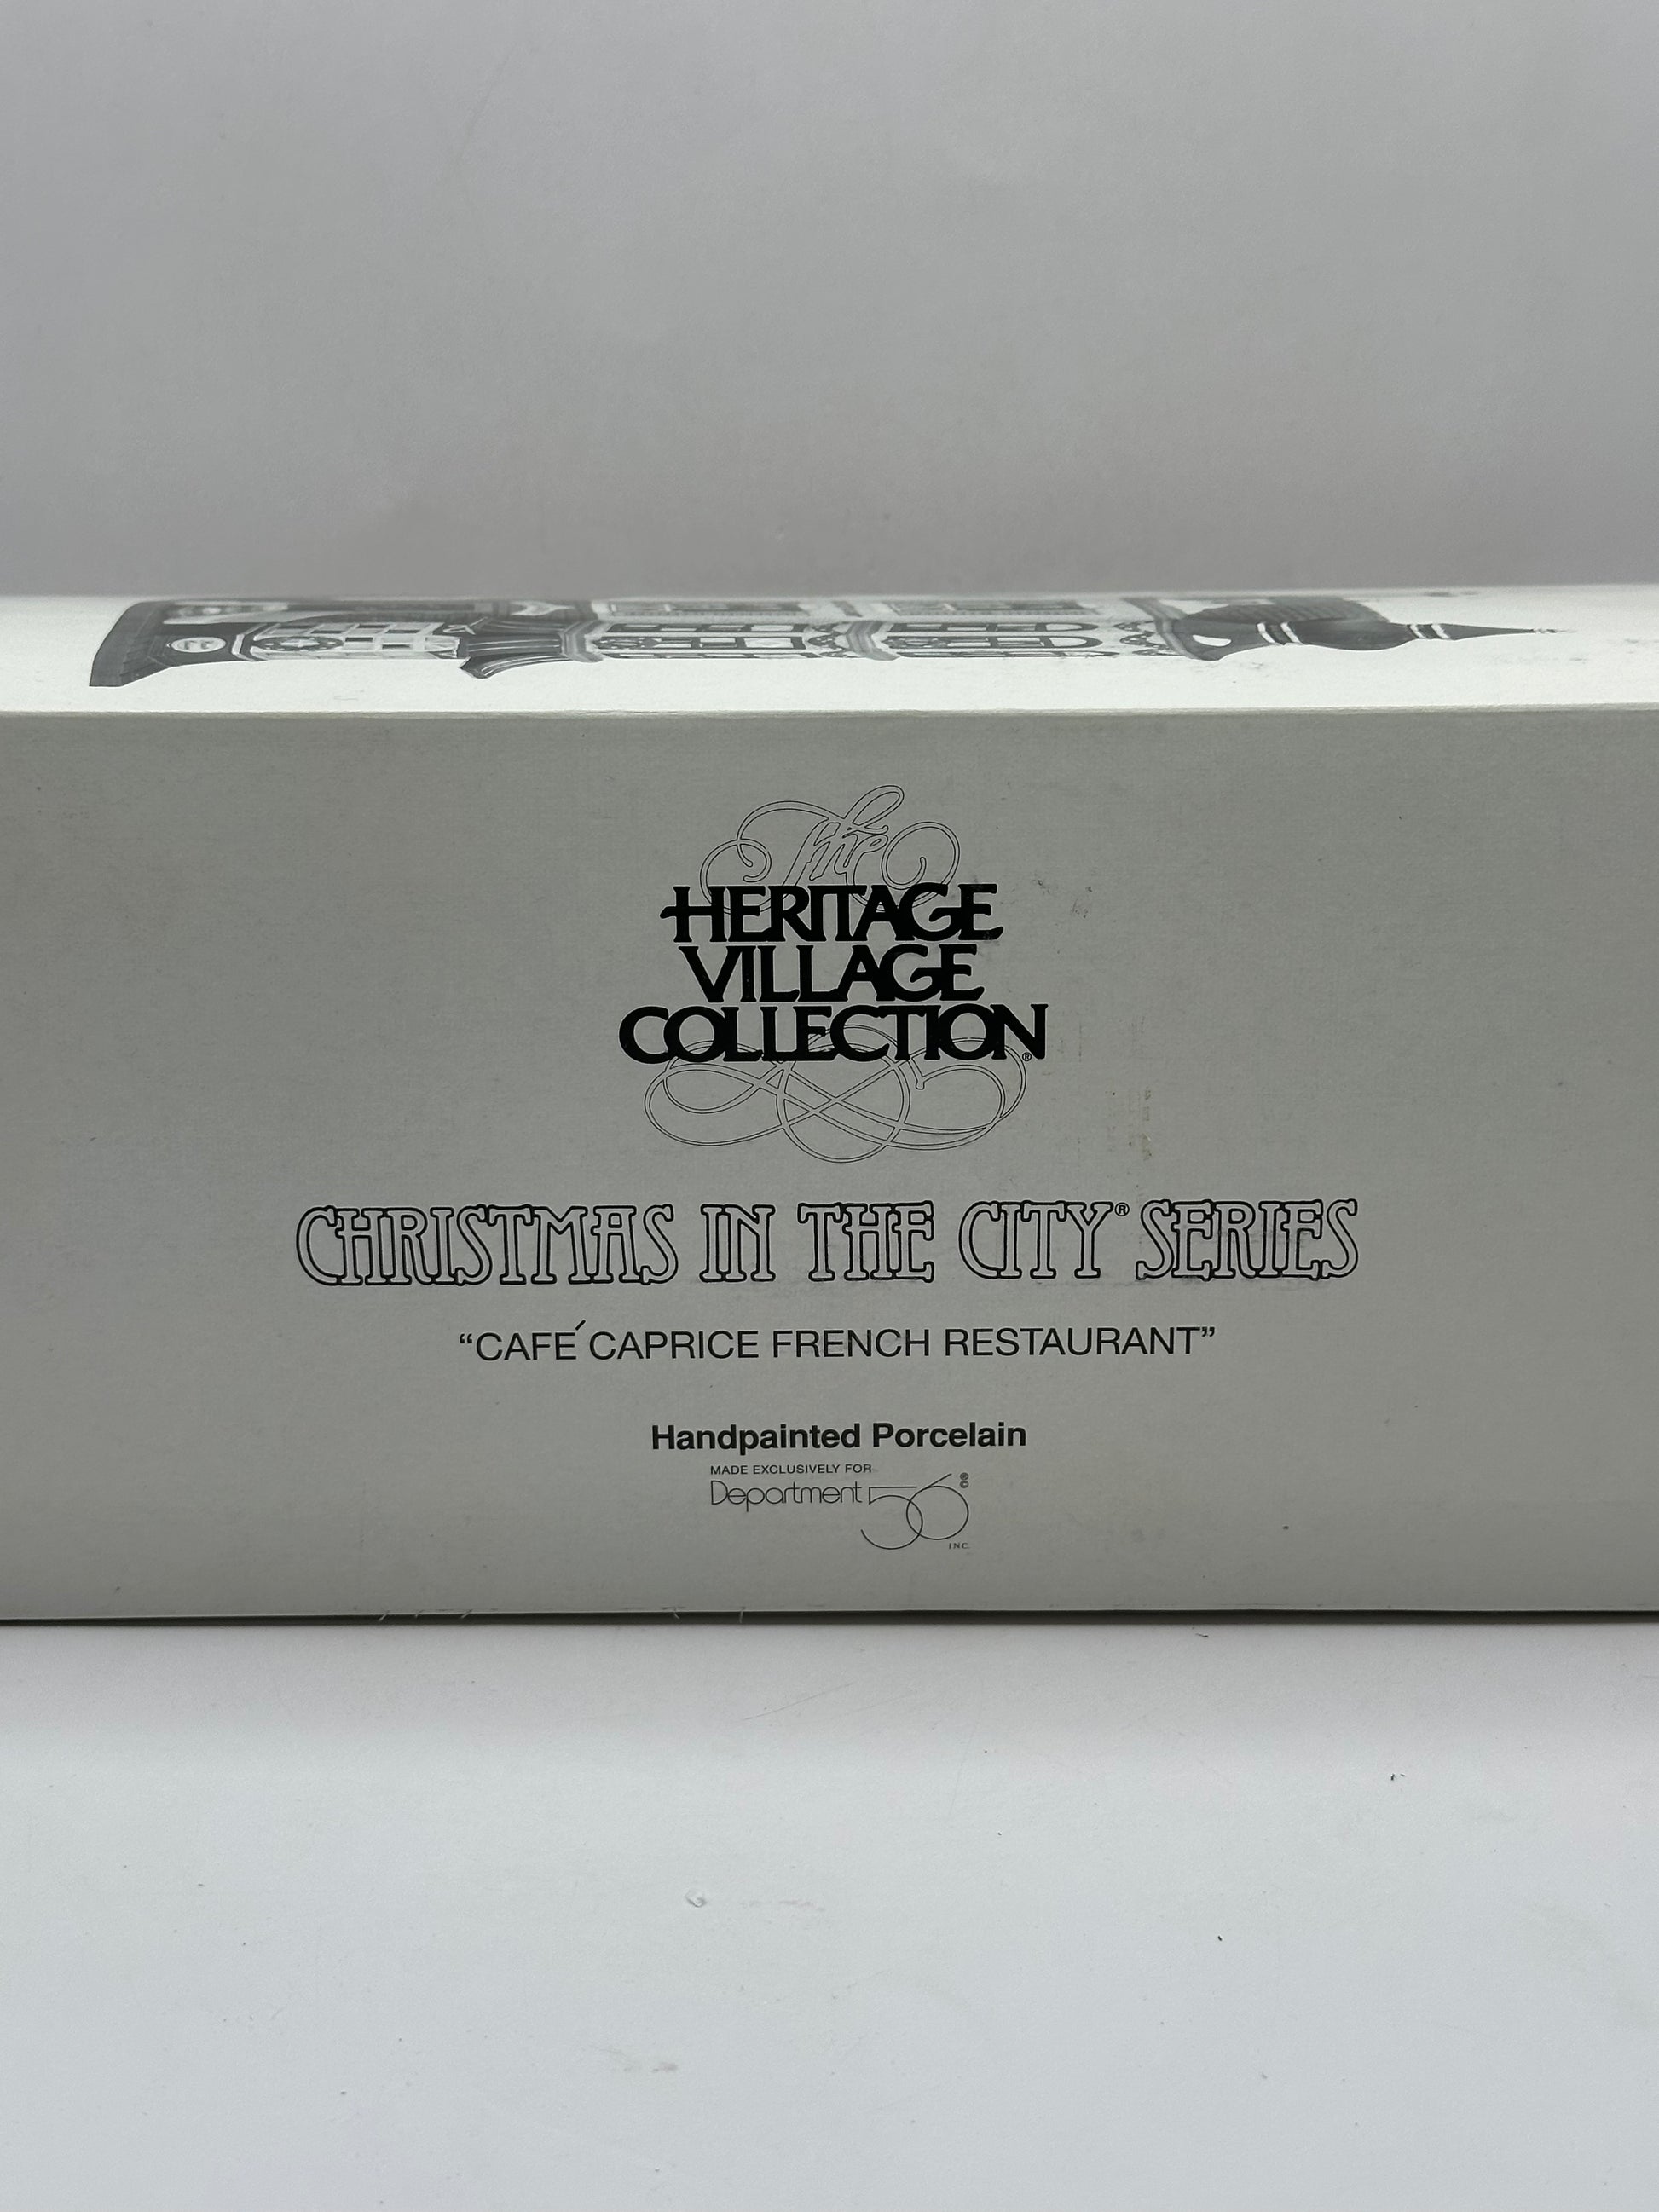 The
HERITAGE
VILLAGE
COLLECTION®
CHRISTMAS IN THE CITY® SERIES
“CAFÉ CAPRICE FRENCH RESTAURANT”
Handpainted Porcelain
MADE EXCLUSIVELY FOR
Department 56 ® ©
INC.